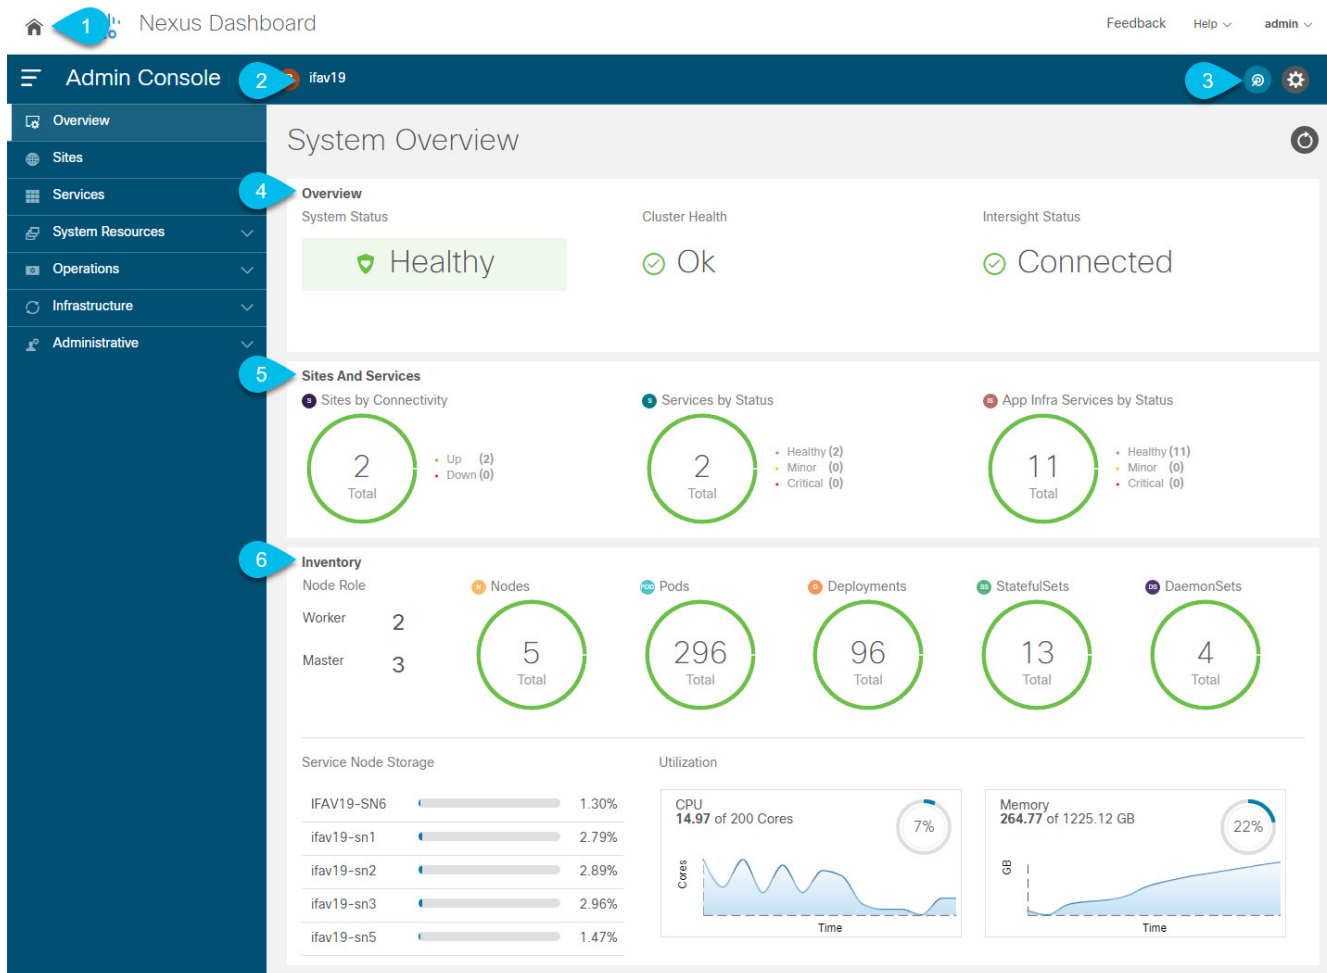 1 Nexus Dashboard Feedback Help admin
Admin Console 2 ifav19 3
Overview
Sites
Services
System Resources
Operations
Infrastructure
Administrative
System Overview
4 Overview
System Status Cluster Health Intersight Status
Healthy Ok Connected
5 Sites And Services
S Sites by Connectivity
2
Total
Up (2)
Down (0)
S Services by Status
2
Total
Healthy (2)
Minor (0)
Critical (0)
IS App Infra Services by Status
11
Total
Healthy (11)
Minor (0)
Critical (0)
6 Inventory
Node Role
Worker 2
Master 3
N Nodes
5
Total
POD Pods
296
Total
D Deployments
96
Total
SS StatefulSets
13
Total
DS DaemonSets
4
Total
Service Node Storage
IFAV19-SN6 1.30%
ifav19-sn1 2.79%
ifav19-sn2 2.89%
ifav19-sn3 2.96%
ifav19-sn5 1.47%
Utilization
CPU
14.97 of 200 Cores
7%
Cores
Time
Memory
264.77 of 1225.12 GB
22%
GB
Time